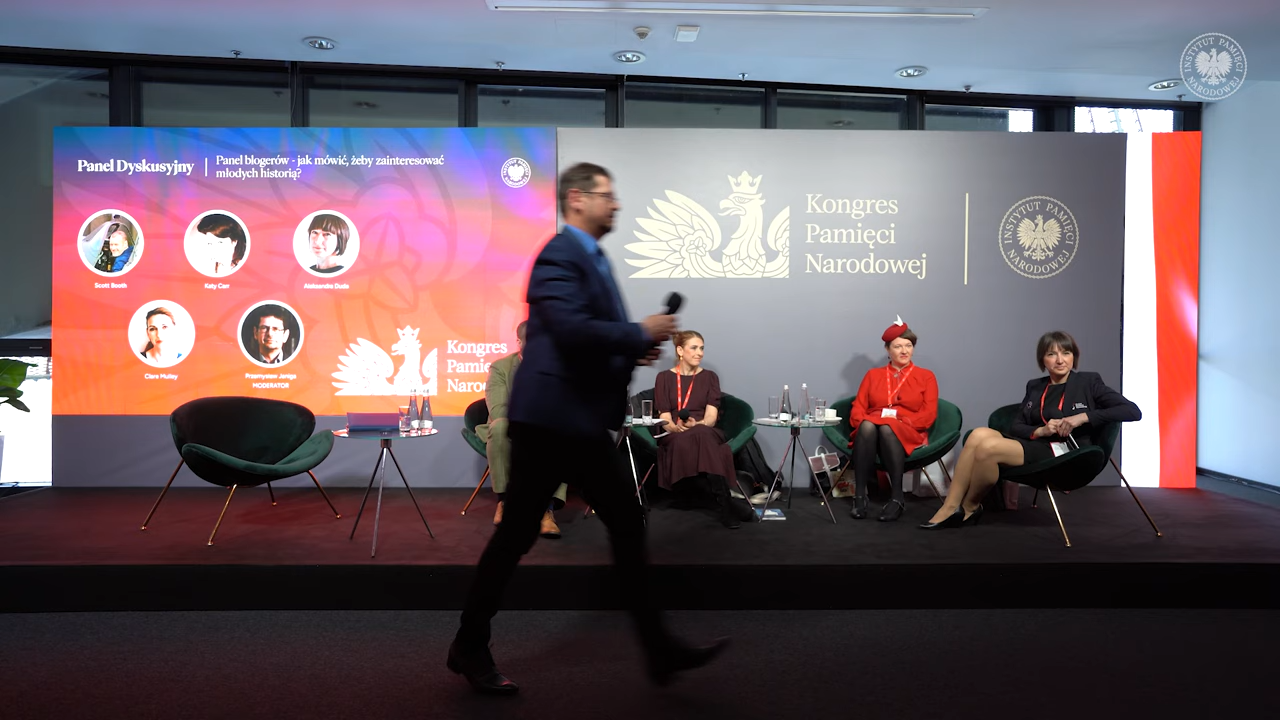 INSTYTUT PAMIĘCI NARODOWEJ
Panel Dyskusyjny
Panel blogerów - jak mówić, żeby zainteresować
młodych historią?
Scott Booth
Katy Carr
Aleksandra Duda
Clara Mulley
Przemysław Janiga
MODERATOR
Kongres
Pamięci
Narodowej
INSTYTUT PAMIĘCI
NARODOWEJ
Kongres